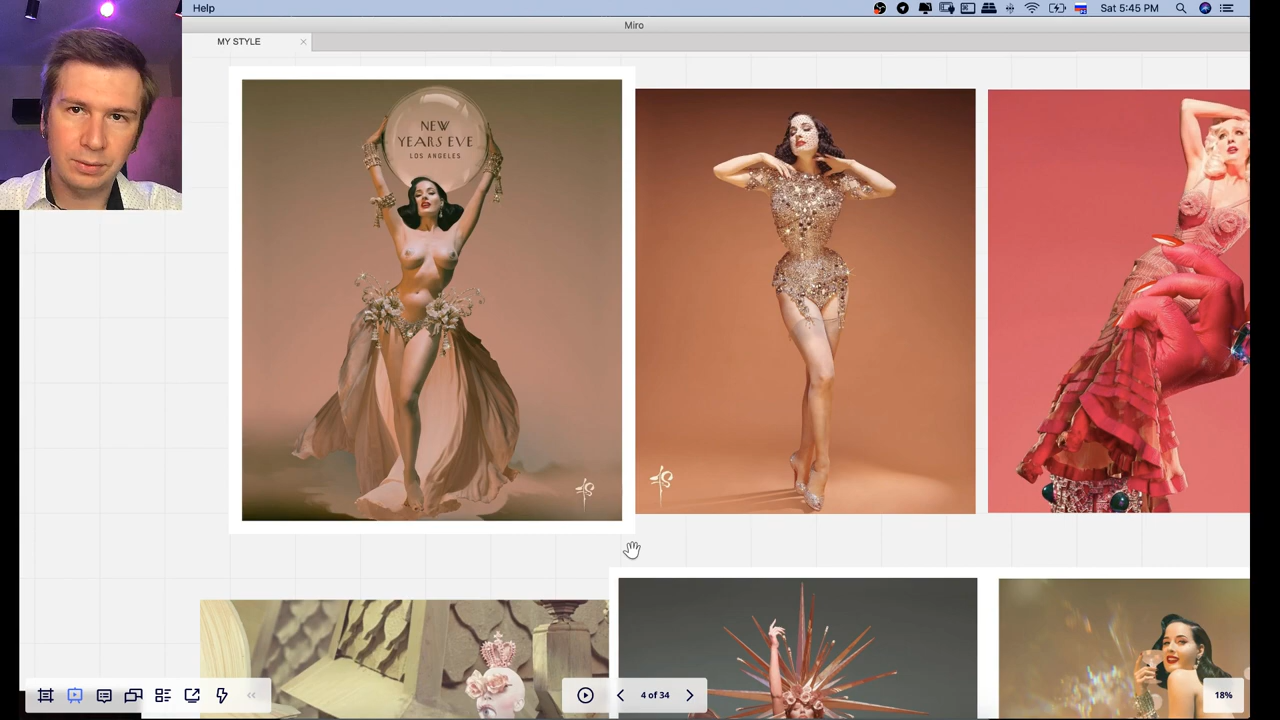 Help
Sat 5:45 PM
Miro
MY STYLE
NEW
YEARS EVE
LOS ANGELES
4 of 34
18%